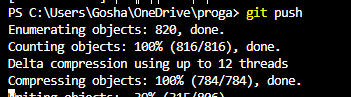 PS C:\Users\Gosha\OneDrive\proga> git push
Enumerating objects: 820, done.
Counting objects: 100% (816/816), done.
Delta compression using up to 12 threads
Compressing objects: 100% (784/784), done.
objects: